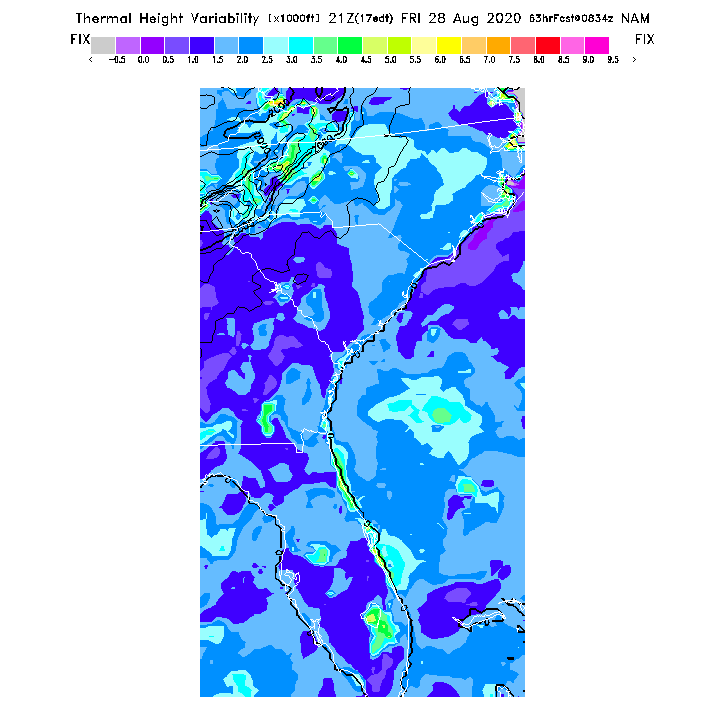 Thermal Height Variability [x1000ft] 21Z(17edt) FRI 28 Aug 2020 63hrFcst@0834z NAM
FIX FIX
< -0.5 0.0 0.5 1.0 1.5 2.0 2.5 3.0 3.5 4.0 4.5 5.0 5.5 6.0 6.5 7.0 7.5 8.0 8.5 9.0 9.5 >